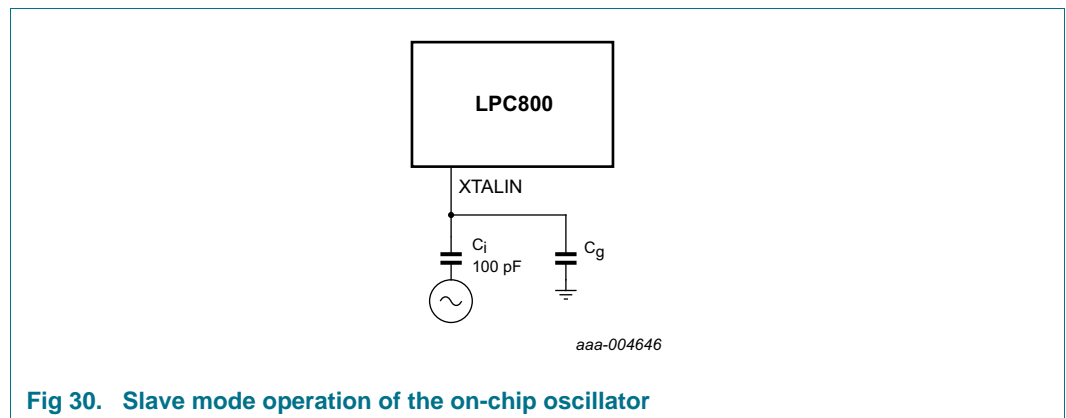 LPC800
XTALIN
Ci
100 pF
Cg
aaa-004646
Fig 30. Slave mode operation of the on-chip oscillator